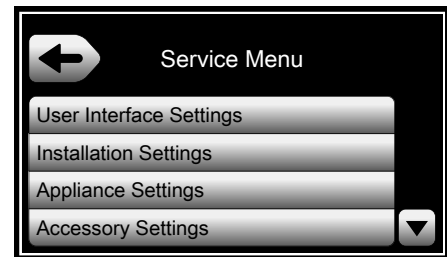 Service Menu
User Interface Settings
Installation Settings
Appliance Settings
Accessory Settings